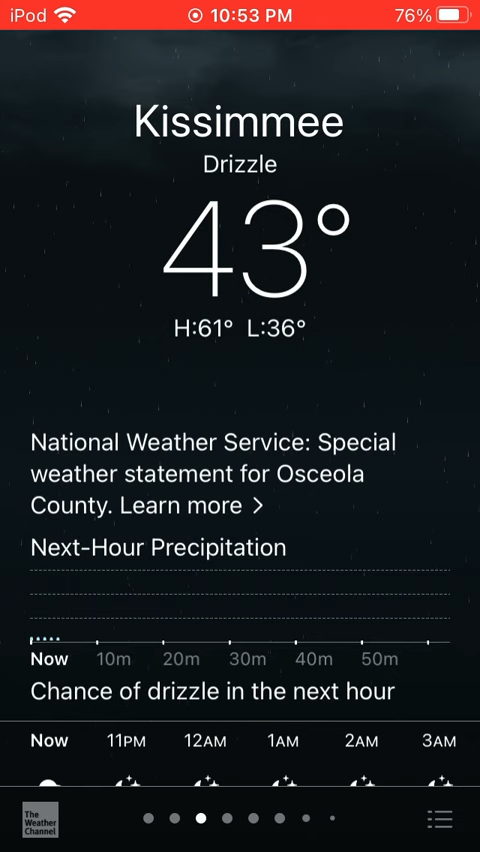 iPod 10:53 PM 76%
Kissimmee
Drizzle
43°
H:61° L:36°
National Weather Service: Special
weather statement for Osceola
County. Learn more >
Next-Hour Precipitation
Now 10m 20m 30m 40m 50m
Chance of drizzle in the next hour
Now 11PM 12AM 1AM 2AM 3AM
The
Weather
Channel